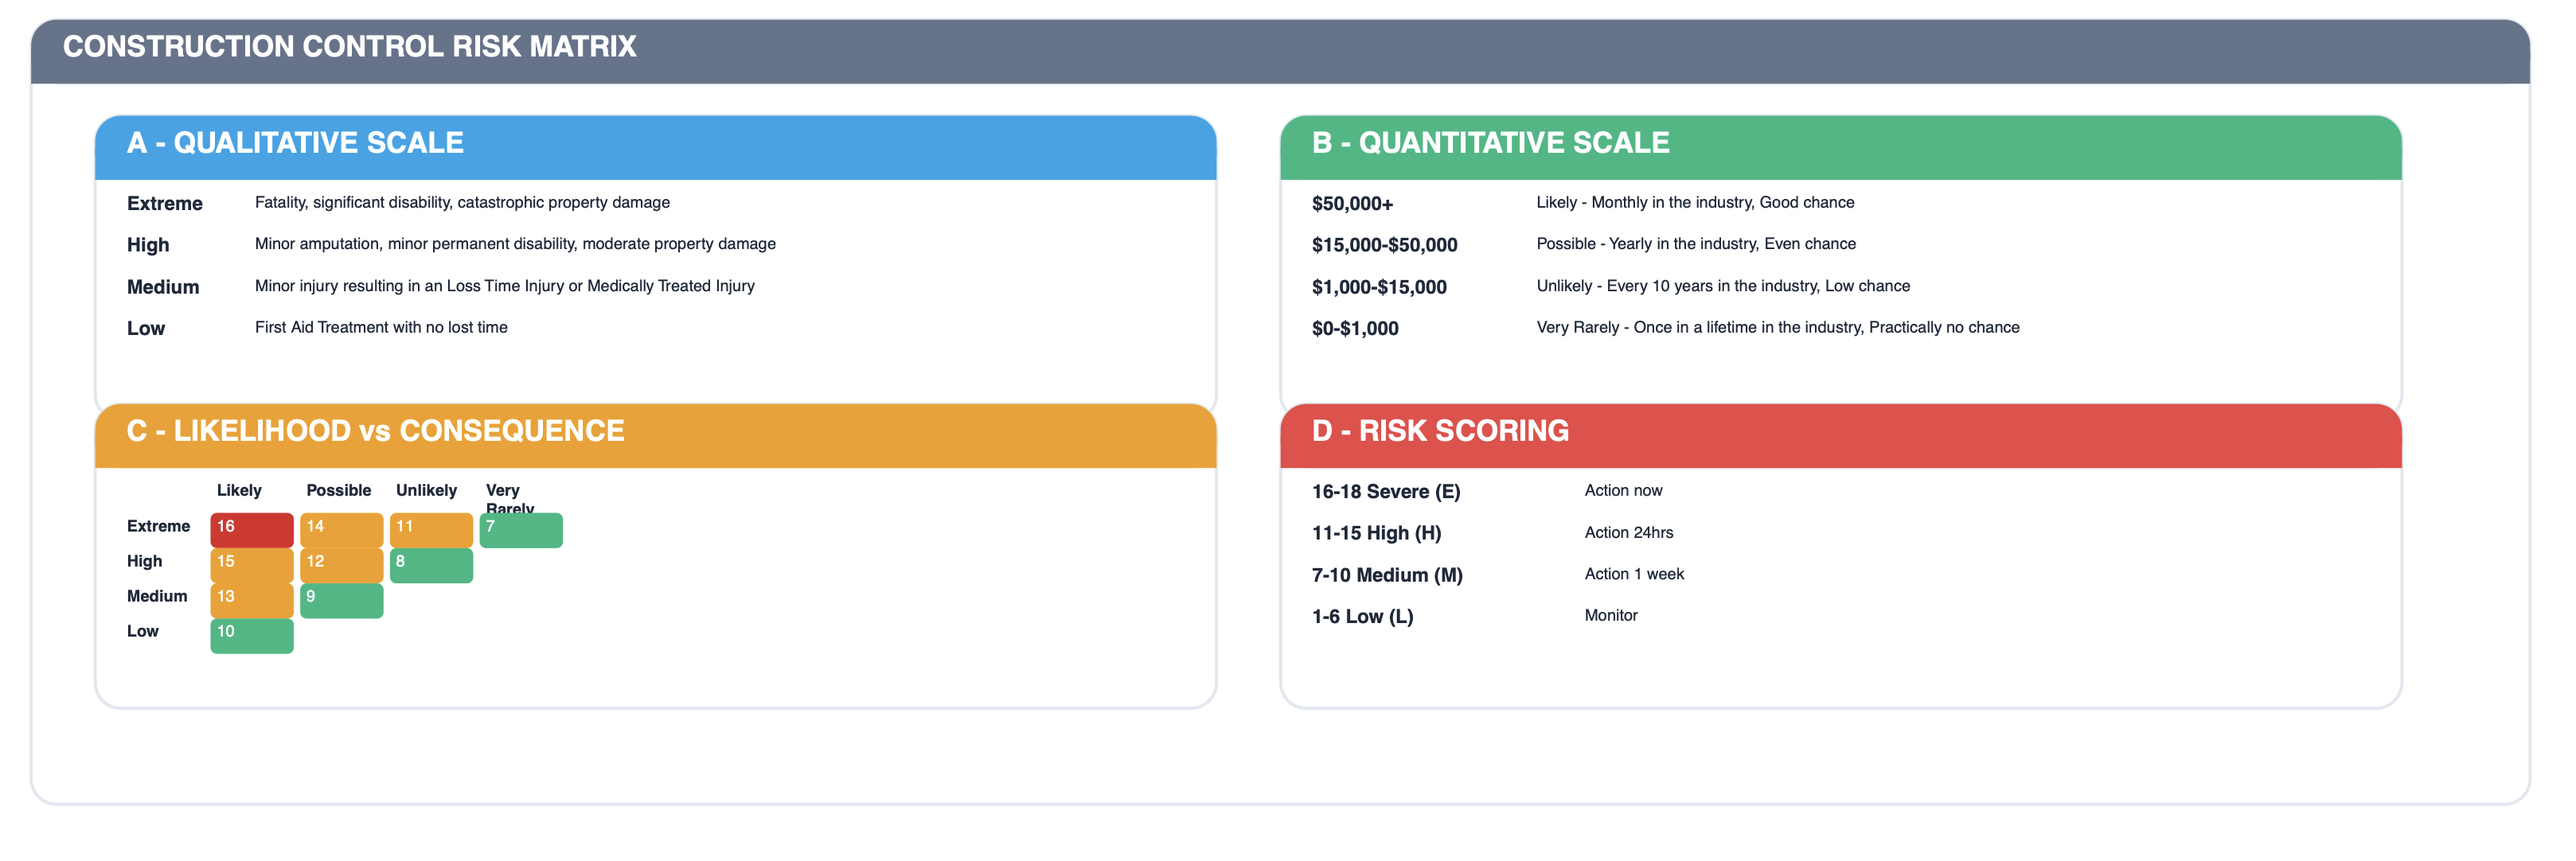 CONSTRUCTION CONTROL RISK MATRIX
A - QUALITATIVE SCALE
Extreme Fatality, significant disability, catastrophic property damage
High Minor amputation, minor permanent disability, moderate property damage
Medium Minor injury resulting in an Loss Time Injury or Medically Treated Injury
Low First Aid Treatment with no lost time
B - QUANTITATIVE SCALE
$50,000+ Likely - Monthly in the industry, Good chance
$15,000-$50,000 Possible - Yearly in the industry, Even chance
$1,000-$15,000 Unlikely - Every 10 years in the industry, Low chance
$0-$1,000 Very Rarely - Once in a lifetime in the industry, Practically no chance
C - LIKELIHOOD vs CONSEQUENCE
Likely Possible Unlikely Very Rarely
Extreme 16 14 11 7
High 15 12 8
Medium 13 9
Low 10
D - RISK SCORING
16-18 Severe (E) Action now
11-15 High (H) Action 24hrs
7-10 Medium (M) Action 1 week
1-6 Low (L) Monitor